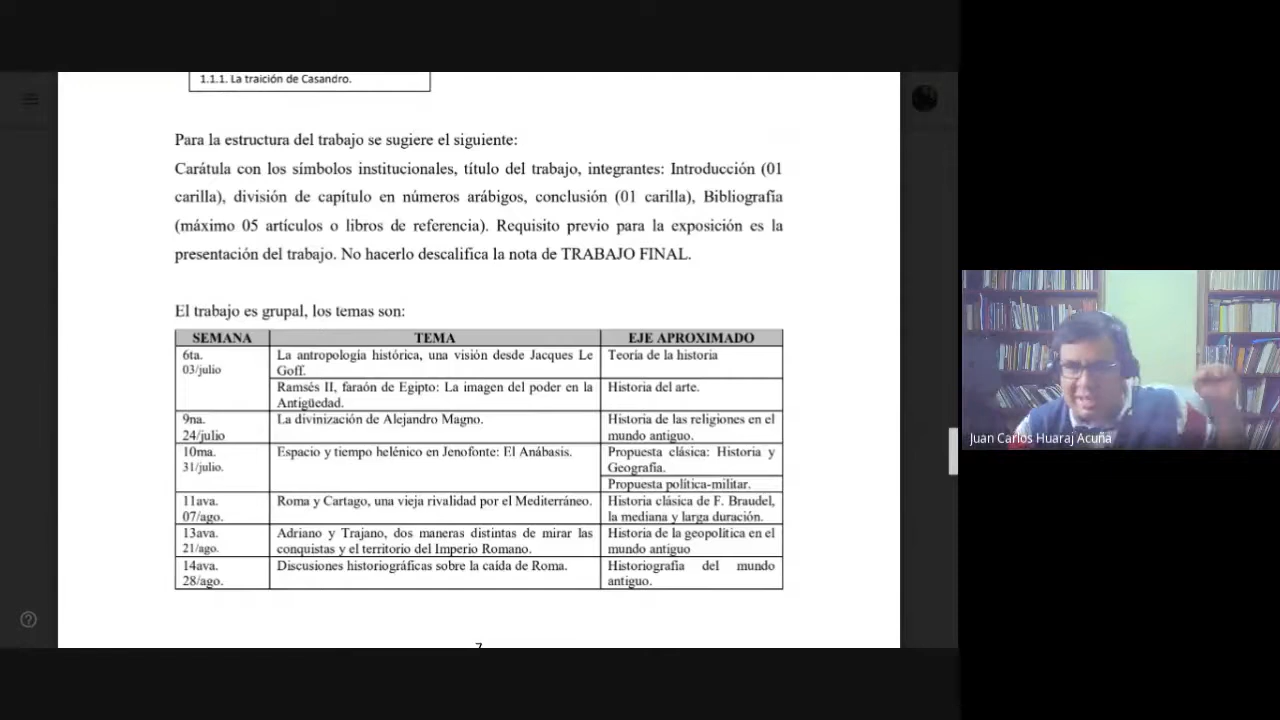 1.1.1. La traición de Casandro.
Para la estructura del trabajo se sugiere el siguiente:
Carátula con los símbolos institucionales, título del trabajo, integrantes: Introducción (01
carilla), división de capítulo en números arábigos, conclusión (01 carilla), Bibliografía
(máximo 05 artículos o libros de referencia). Requisito previo para la exposición es la
presentación del trabajo. No hacerlo descalifica la nota de TRABAJO FINAL.
El trabajo es grupal, los temas son:
SEMANA TEMA EJE APROXIMADO
6ta. La antropología histórica, una visión desde Jacques Le Teoría de la historia
03/julio Goff.
Ramsés II, faraón de Egipto: La imagen del poder en la Historia del arte.
Antigüedad.
9na. La divinización de Alejandro Magno. Historia de las religiones en el
24/julio mundo antiguo.
10ma. Espacio y tiempo helénico en Jenofonte: El Anábasis. Propuesta clásica: Historia y
31/julio. Geografía.
Propuesta política-militar.
11ava. Roma y Cartago, una vieja rivalidad por el Mediterráneo. Historia clásica de F. Braudel,
07/ago. la mediana y larga duración.
13ava. Adriano y Trajano, dos maneras distintas de mirar las Historia de la geopolítica en el
21/ago. conquistas y el territorio del Imperio Romano. mundo antiguo
14ava. Discusiones historiográficas sobre la caída de Roma. Historiografía del mundo
28/ago. antiguo.
7
Juan Carlos Huaraj Acuña